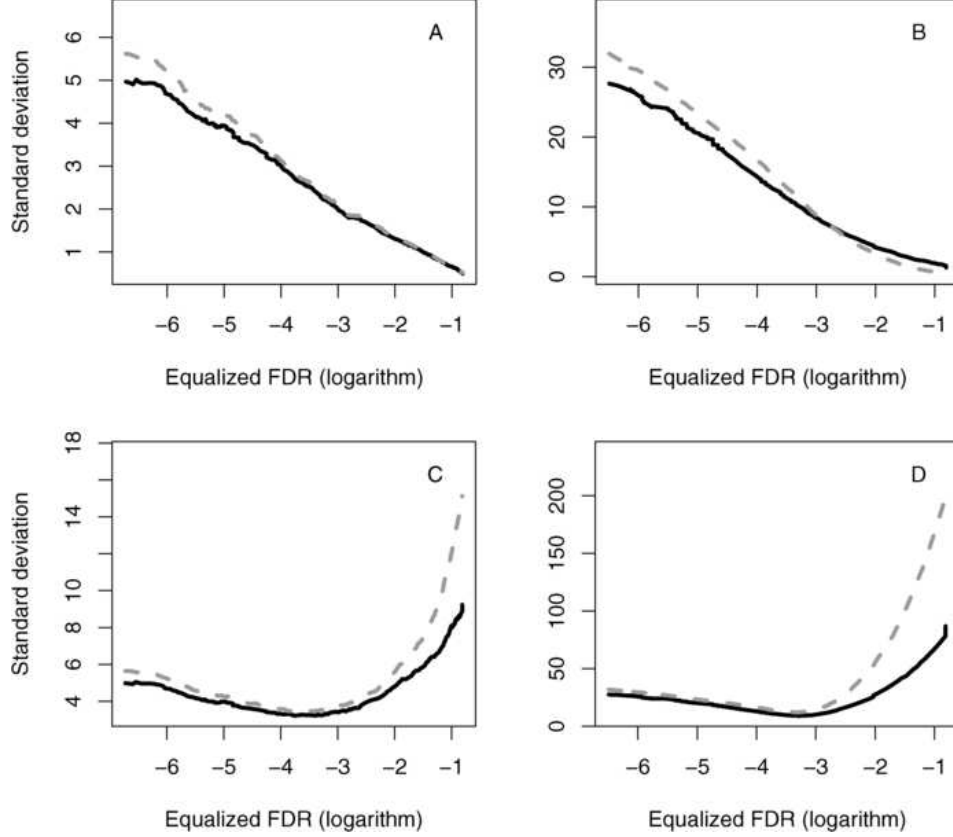 A
B
Standard deviation
6
5
4
3
2
1
30
20
10
0
−6 −5 −4 −3 −2 −1
−6 −5 −4 −3 −2 −1
Equalized FDR (logarithm)
Equalized FDR (logarithm)
C
D
Standard deviation
18
14
10
8
6
4
200
150
100
50
0
−6 −5 −4 −3 −2 −1
−6 −5 −4 −3 −2 −1
Equalized FDR (logarithm)
Equalized FDR (logarithm)